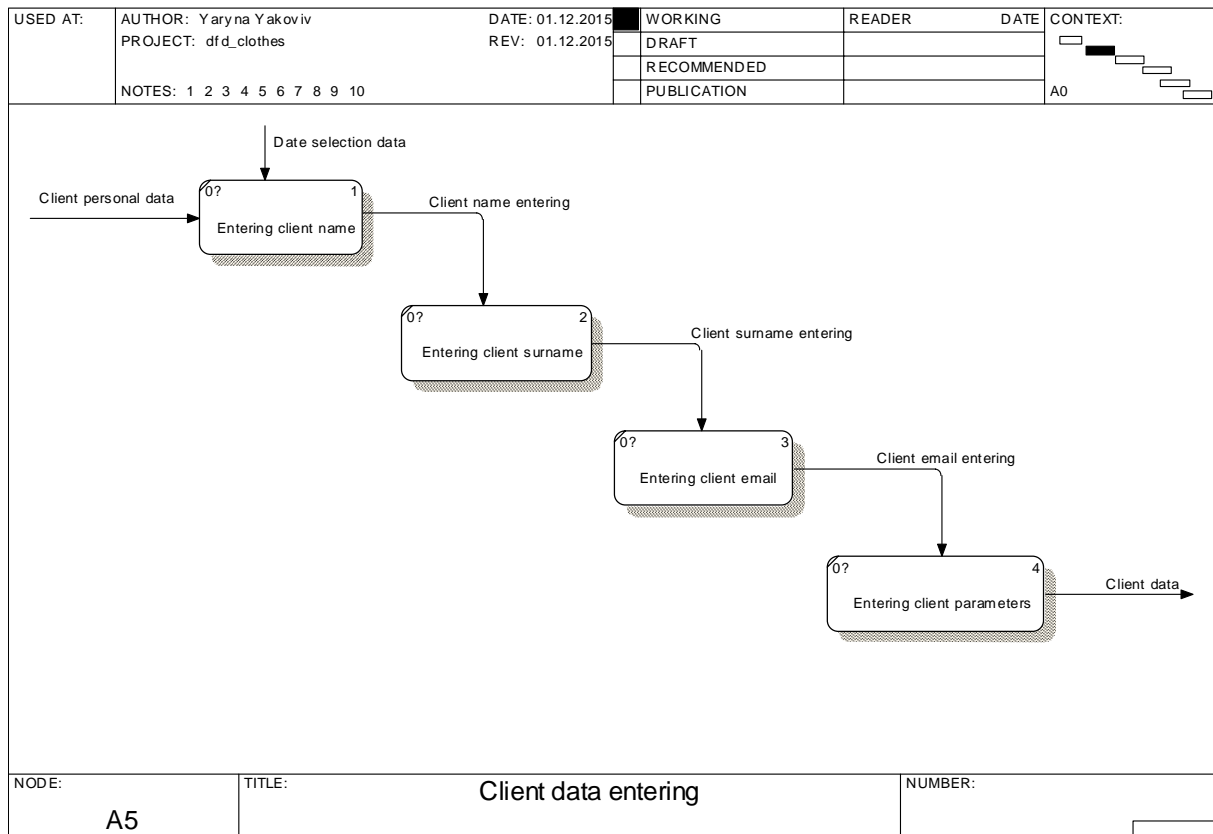 USED AT:
AUTHOR: Yaryna Yakoviv
DATE: 01.12.2015
PROJECT: dfd_clothes
REV: 01.12.2015
NOTES: 1 2 3 4 5 6 7 8 9 10
WORKING
DRAFT
RECOMMENDED
PUBLICATION
READER DATE
CONTEXT:
A0
Date selection data
Client personal data
0? 1
Entering client name
Client name entering
0? 2
Entering client surname
Client surname entering
0? 3
Entering client email
Client email entering
0? 4
Entering client parameters
Client data
NODE:
A5
TITLE:
Client data entering
NUMBER: